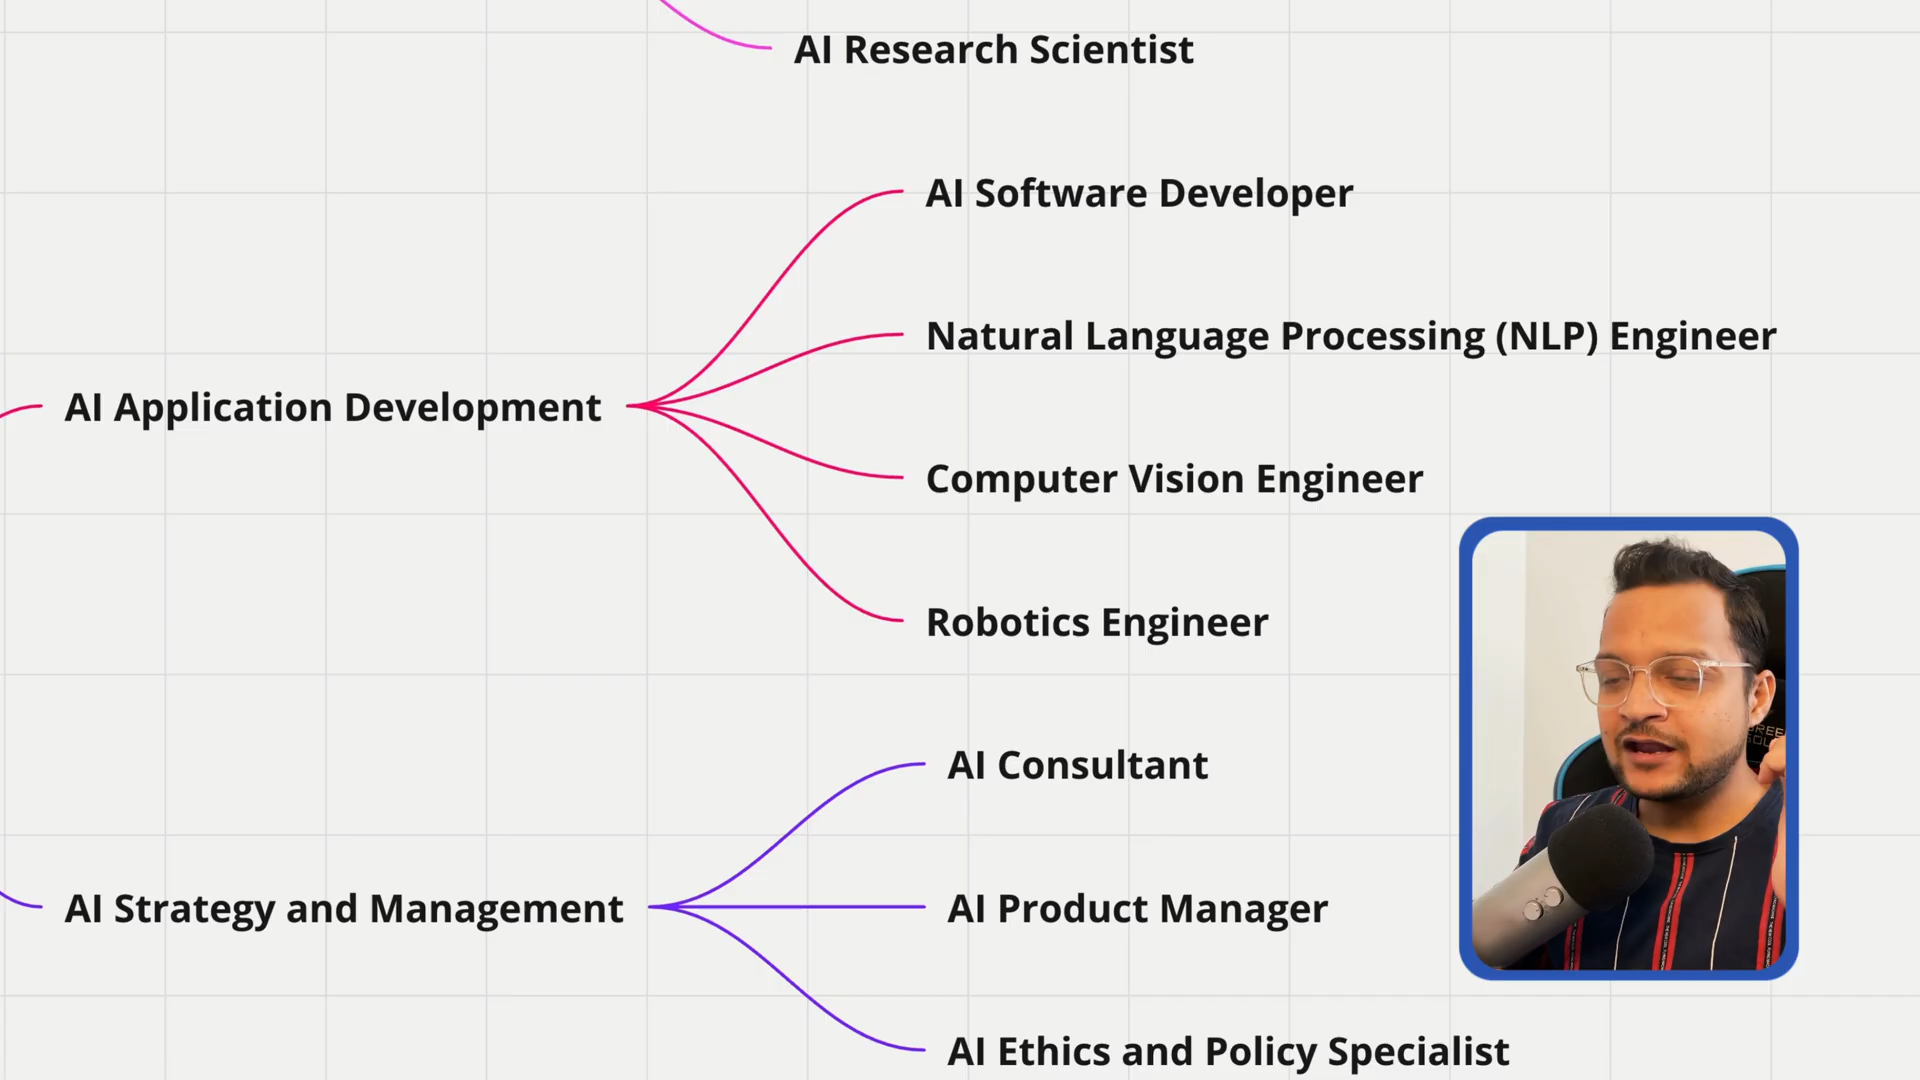 AI Research Scientist
AI Software Developer
Natural Language Processing (NLP) Engineer
AI Application Development
Computer Vision Engineer
Robotics Engineer
AI Consultant
AI Strategy and Management
AI Product Manager
AI Ethics and Policy Specialist